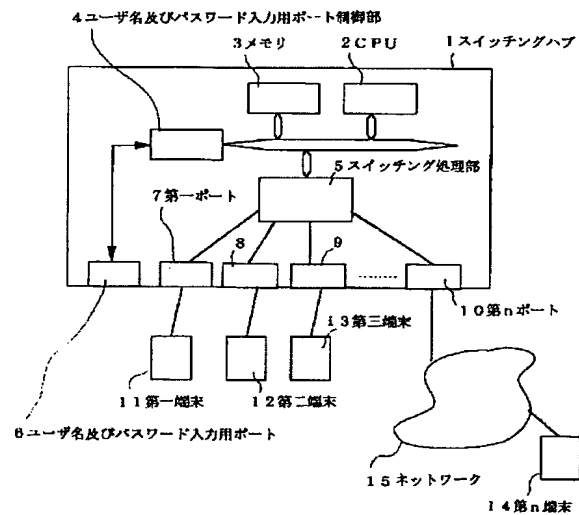 4ユーザ名及びパスワード入力用ポート制御部
3メモリ
2CPU
1スイッチングハブ
5スイッチング処理部
7第一ポート
8
9
10第nポート
13第三端末
11第一端末
12第二端末
6ユーザ名及びパスワード入力用ポート
15ネットワーク
14第n端末